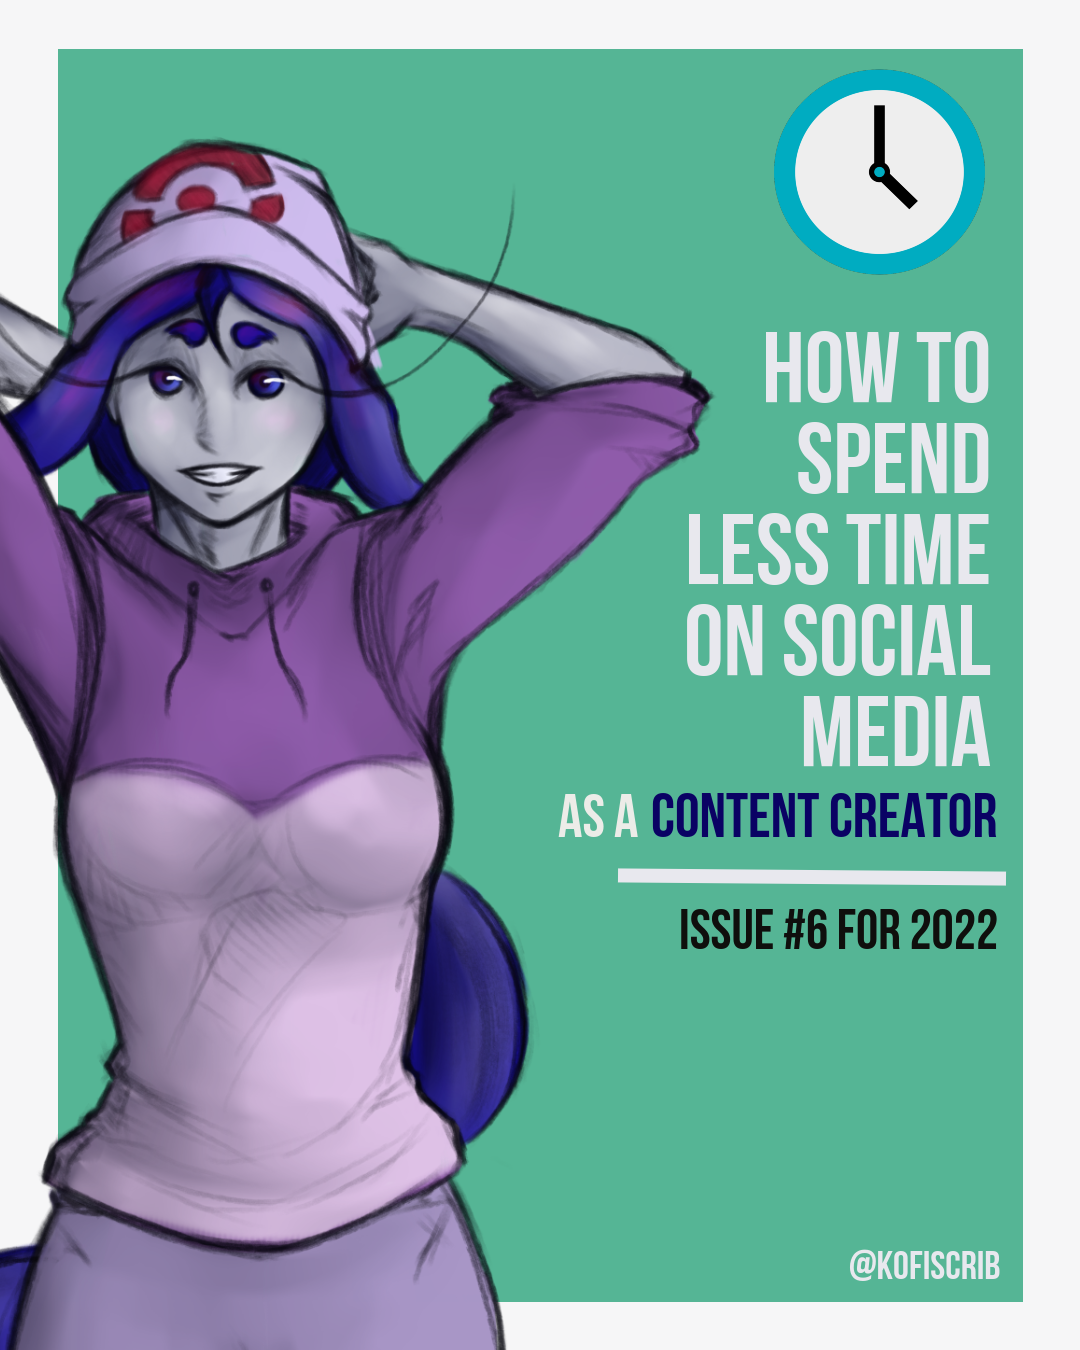 HOW TO
SPEND
LESS TIME
ON SOCIAL
MEDIA
AS A CONTENT CREATOR
ISSUE #6 FOR 2022
@KOFISCRIB